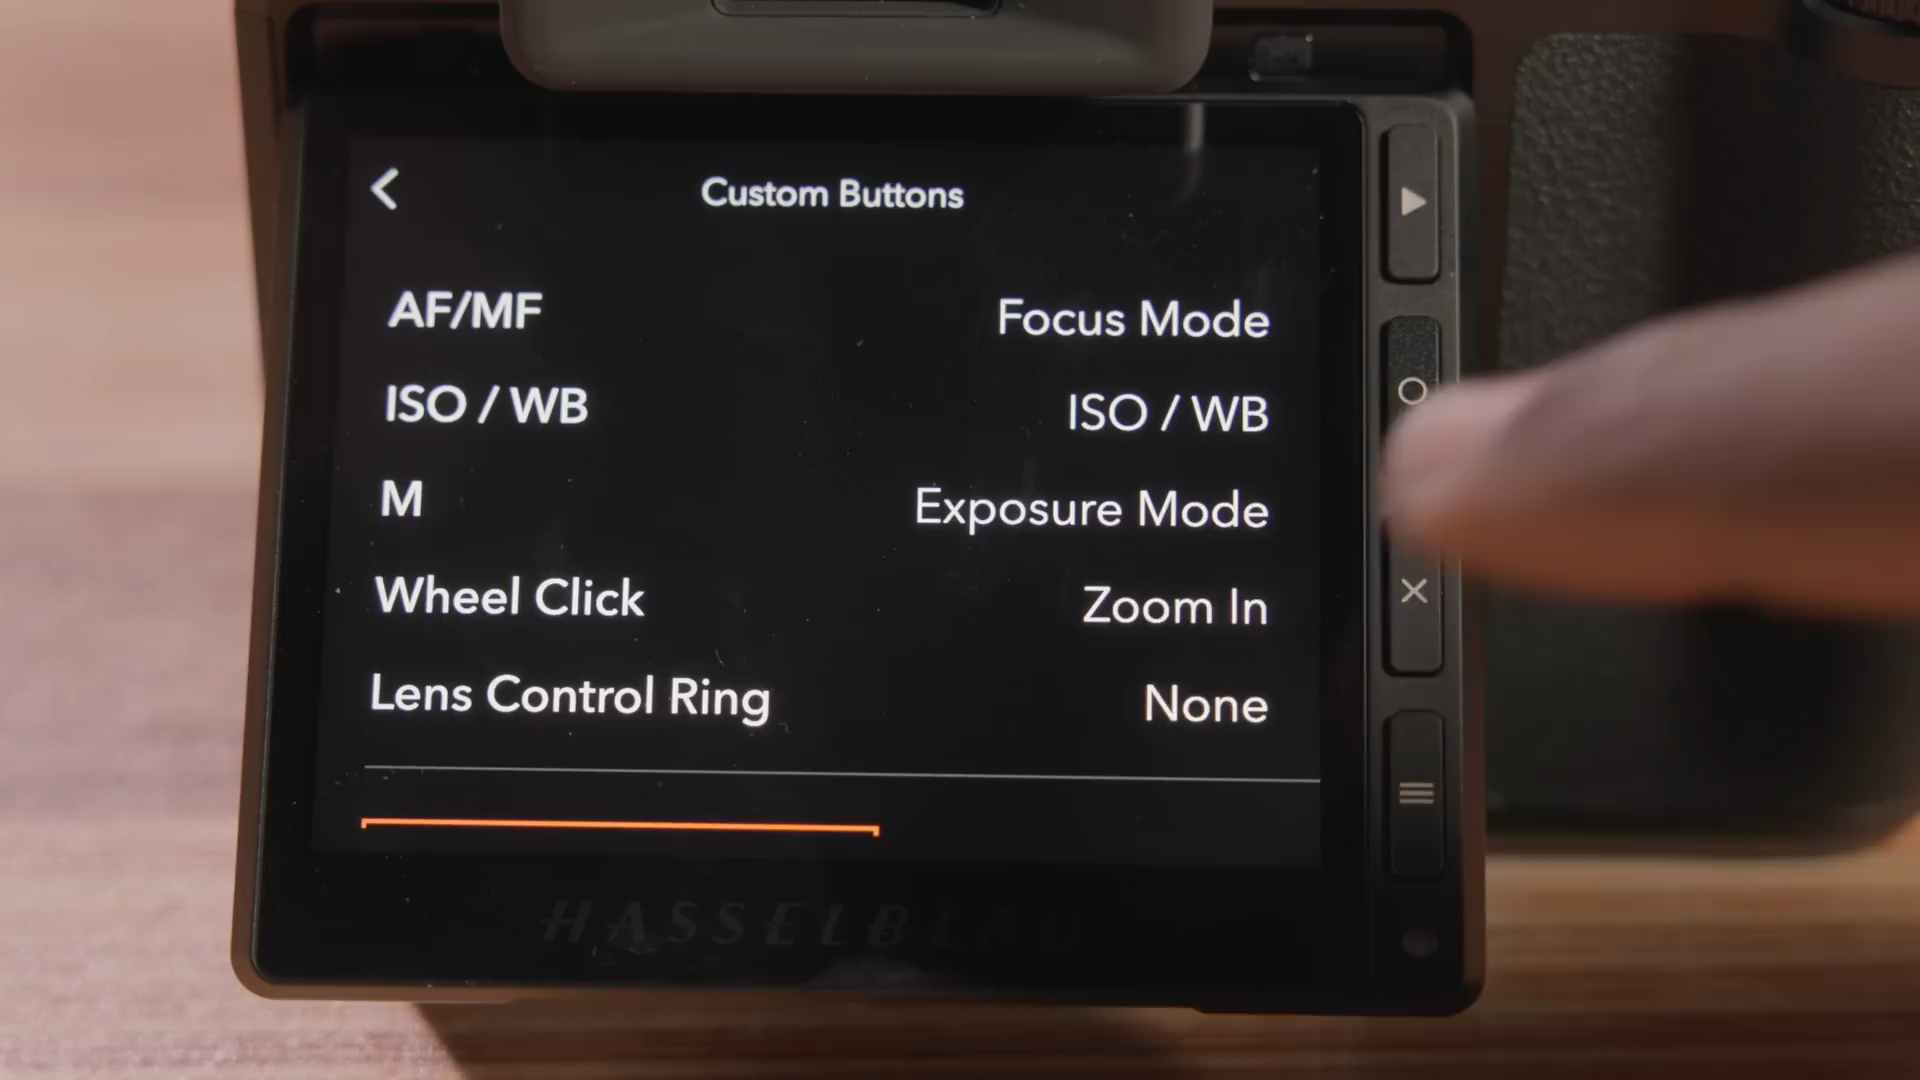 Custom Buttons
AF/MF Focus Mode
ISO / WB ISO / WB
M Exposure Mode
Wheel Click Zoom In
Lens Control Ring None
HASSELBLAD